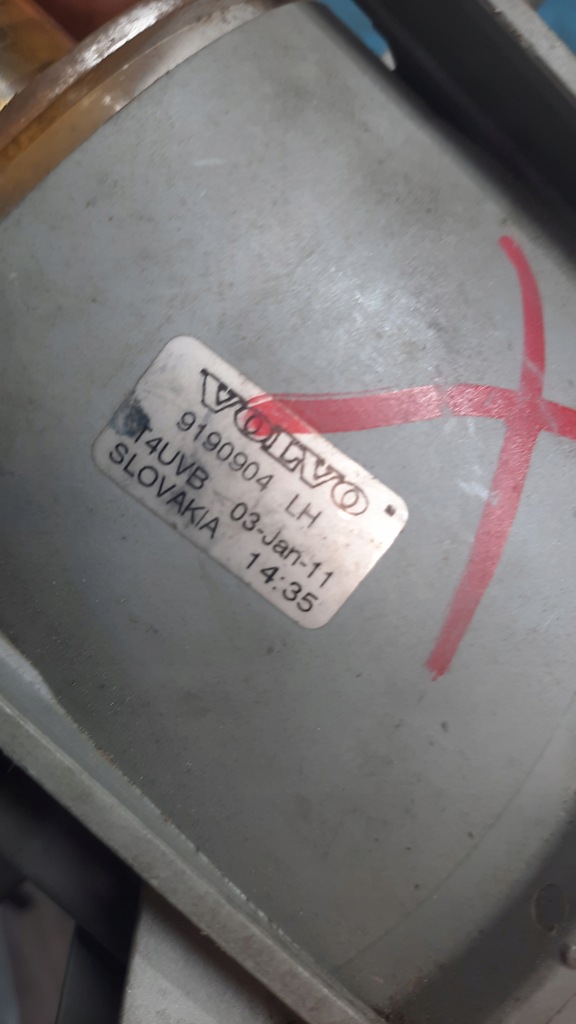 VOLVO
9190904 LH
T4UVB 03-Jan-11
SLOVAKIA 14:35